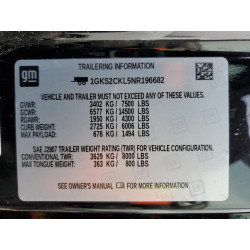 gm
TRAILERING INFORMATION
1GKS2CKL5NR196682
VEHICLE AND TRAILER MUST NOT EXCEED ANY OF THESE RATINGS
GVWR: 3402 KG / 7500 LBS
GCWR: 6577 KG / 14500 LBS
RGAWR: 1950 KG / 4300 LBS
CURB WEIGHT: 2725 KG / 6006 LBS
MAX PAYLOAD: 678 KG / 1494 LBS
SAE J2807 TRAILER WEIGHT RATING (TWR) FOR VEHICLE CONFIGURATION:
CONVENTIONAL TWR: 3629 KG / 8000 LBS
MAX TONGUE WEIGHT: 363 KG / 800 LBS
SEE OWNER'S MANUAL FOR MORE INFORMATION